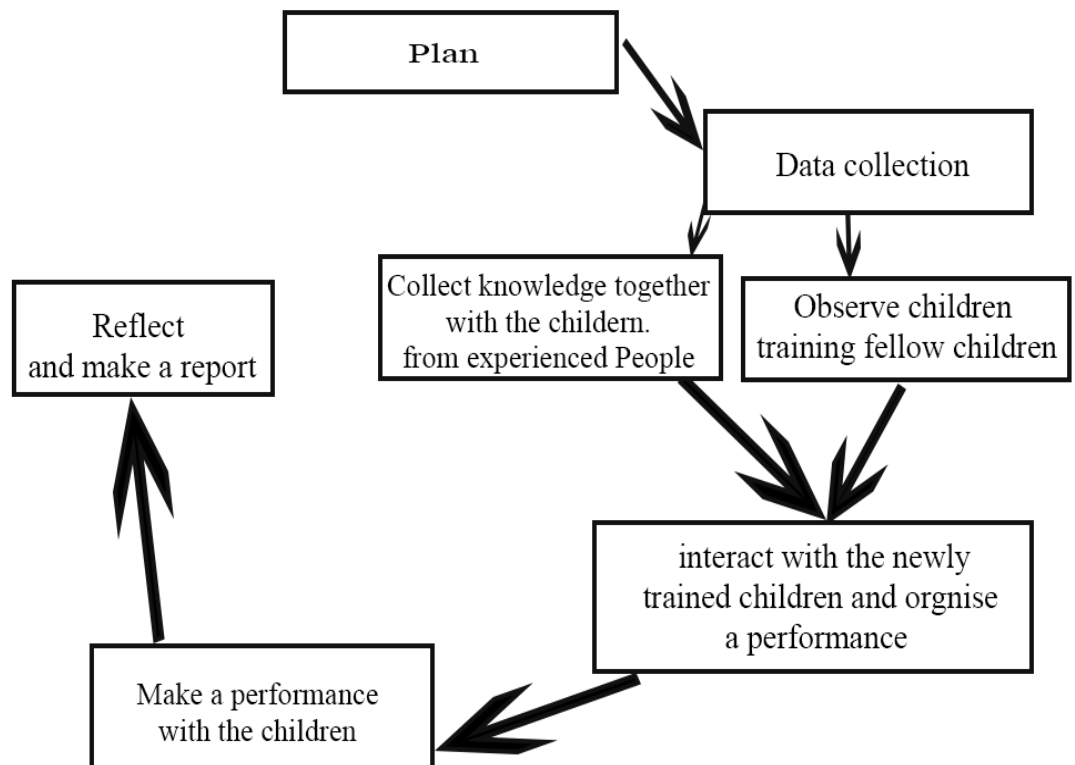 Plan
Data collection
Collect knowledge together
with the childern.
from experienced People
Observe children
training fellow children
interact with the newly
trained children and orgnise
a performance
Make a performance
with the children
Reflect
and make a report